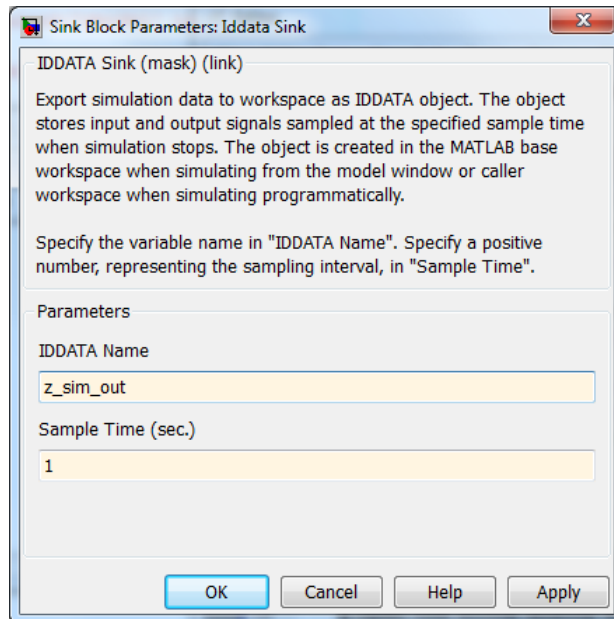 Sink Block Parameters: Iddata Sink
IDDATA Sink (mask) (link)
Export simulation data to workspace as IDDATA object. The object
stores input and output signals sampled at the specified sample time
when simulation stops. The object is created in the MATLAB base
workspace when simulating from the model window or caller
workspace when simulating programmatically.
Specify the variable name in "IDDATA Name". Specify a positive
number, representing the sampling interval, in "Sample Time".
Parameters
IDDATA Name
z_sim_out
Sample Time (sec.)
1
OK Cancel Help Apply